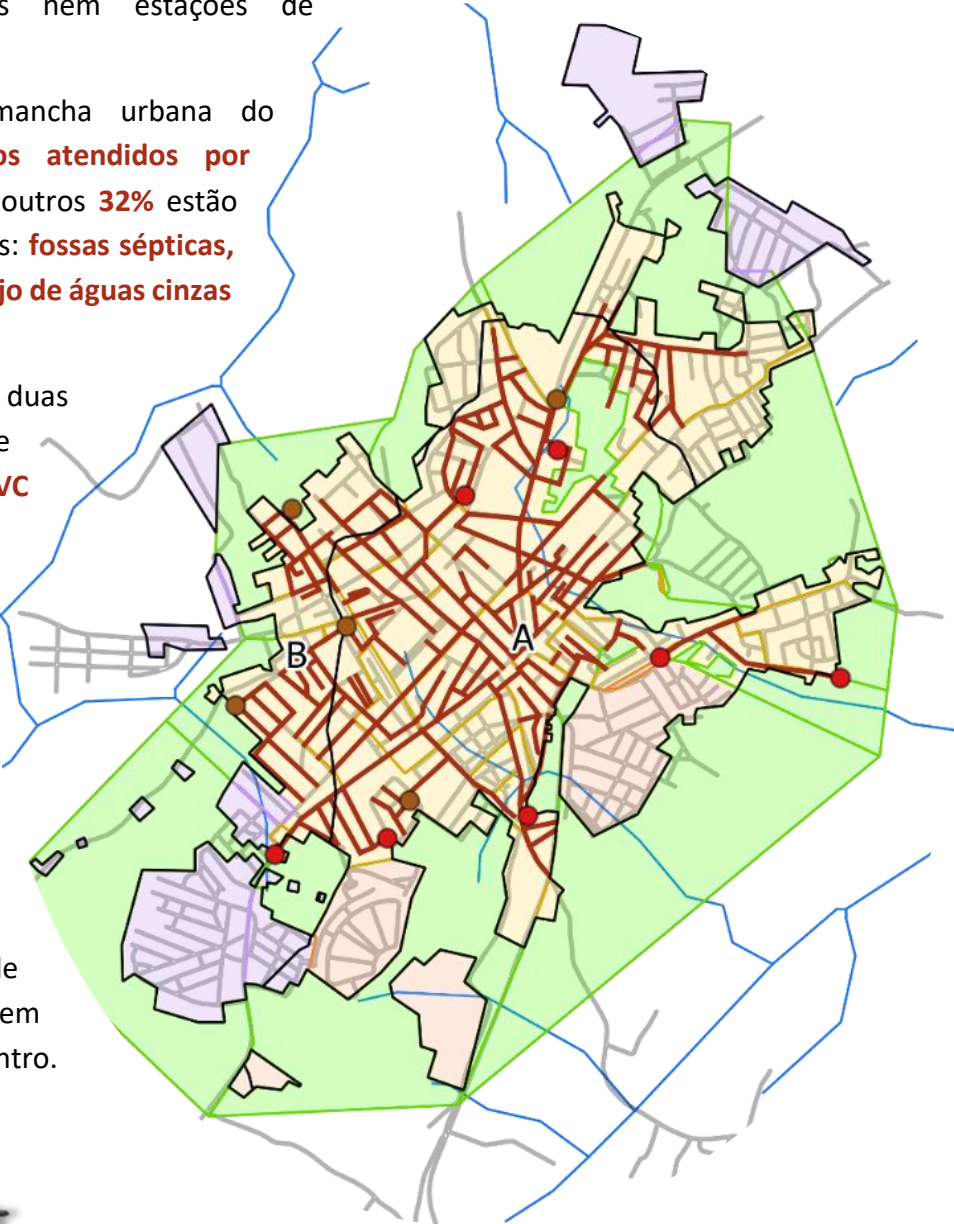 s nem estações de
mancha urbana do
os atendidos por
outros 32% estão
s: fossas sépticas,
jo de águas cinzas
duas
e
VC
A
B
de
em
ntro.